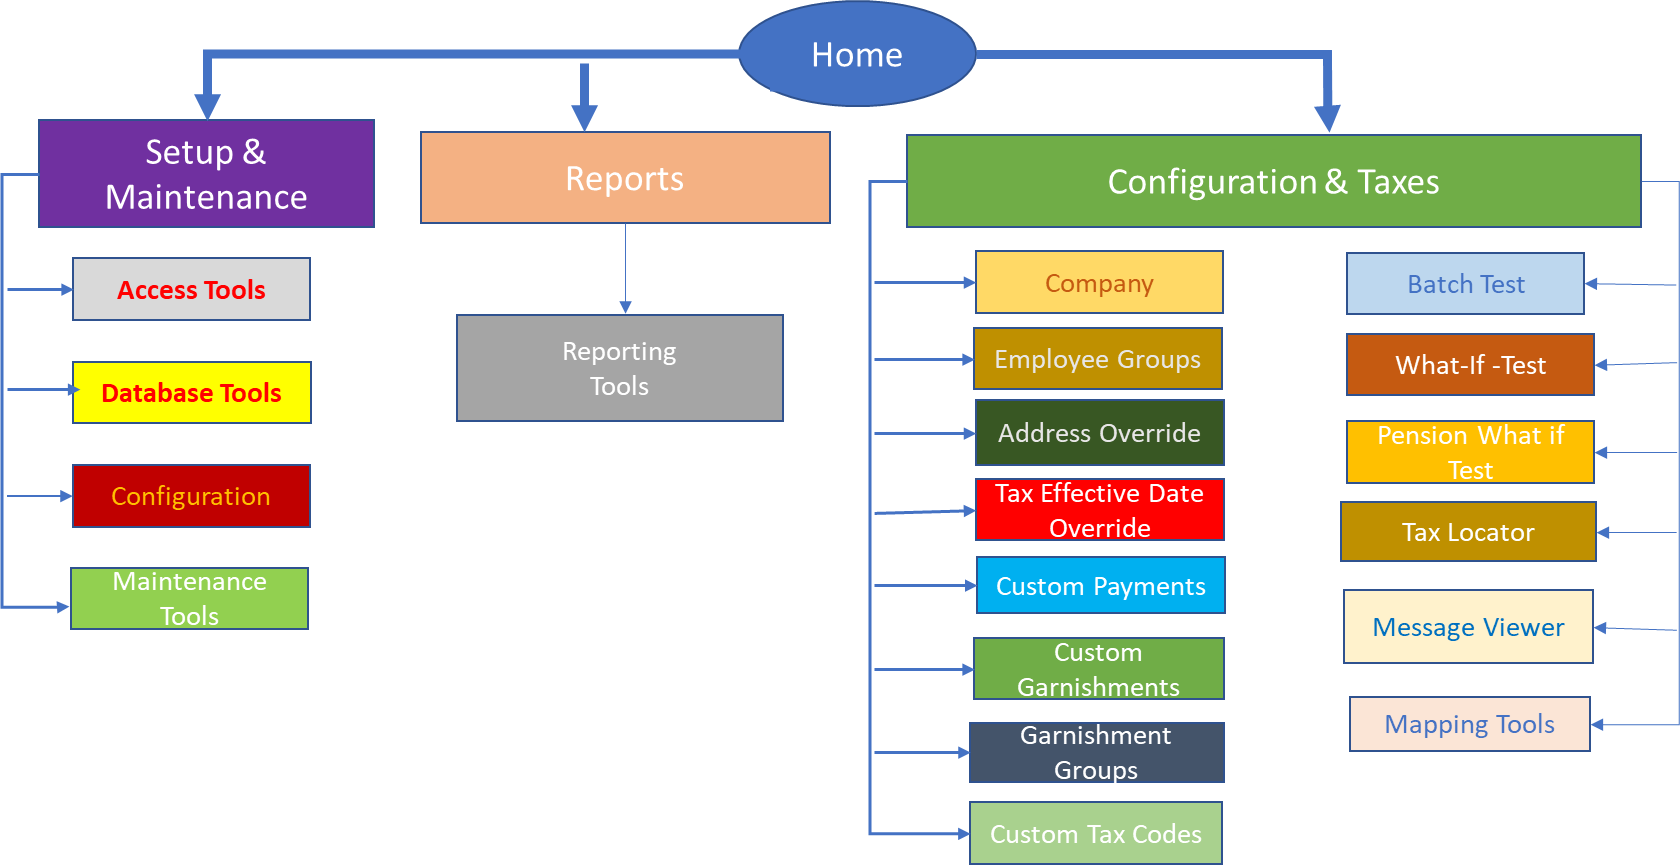 Home
Setup &
Maintenance
Reports
Configuration & Taxes
Access Tools
Database Tools
Configuration
Maintenance
Tools
Reporting
Tools
Company
Employee Groups
Address Override
Tax Effective Date
Override
Custom Payments
Custom
Garnishments
Garnishment
Groups
Custom Tax Codes
Batch Test
What-If -Test
Pension What if
Test
Tax Locator
Message Viewer
Mapping Tools